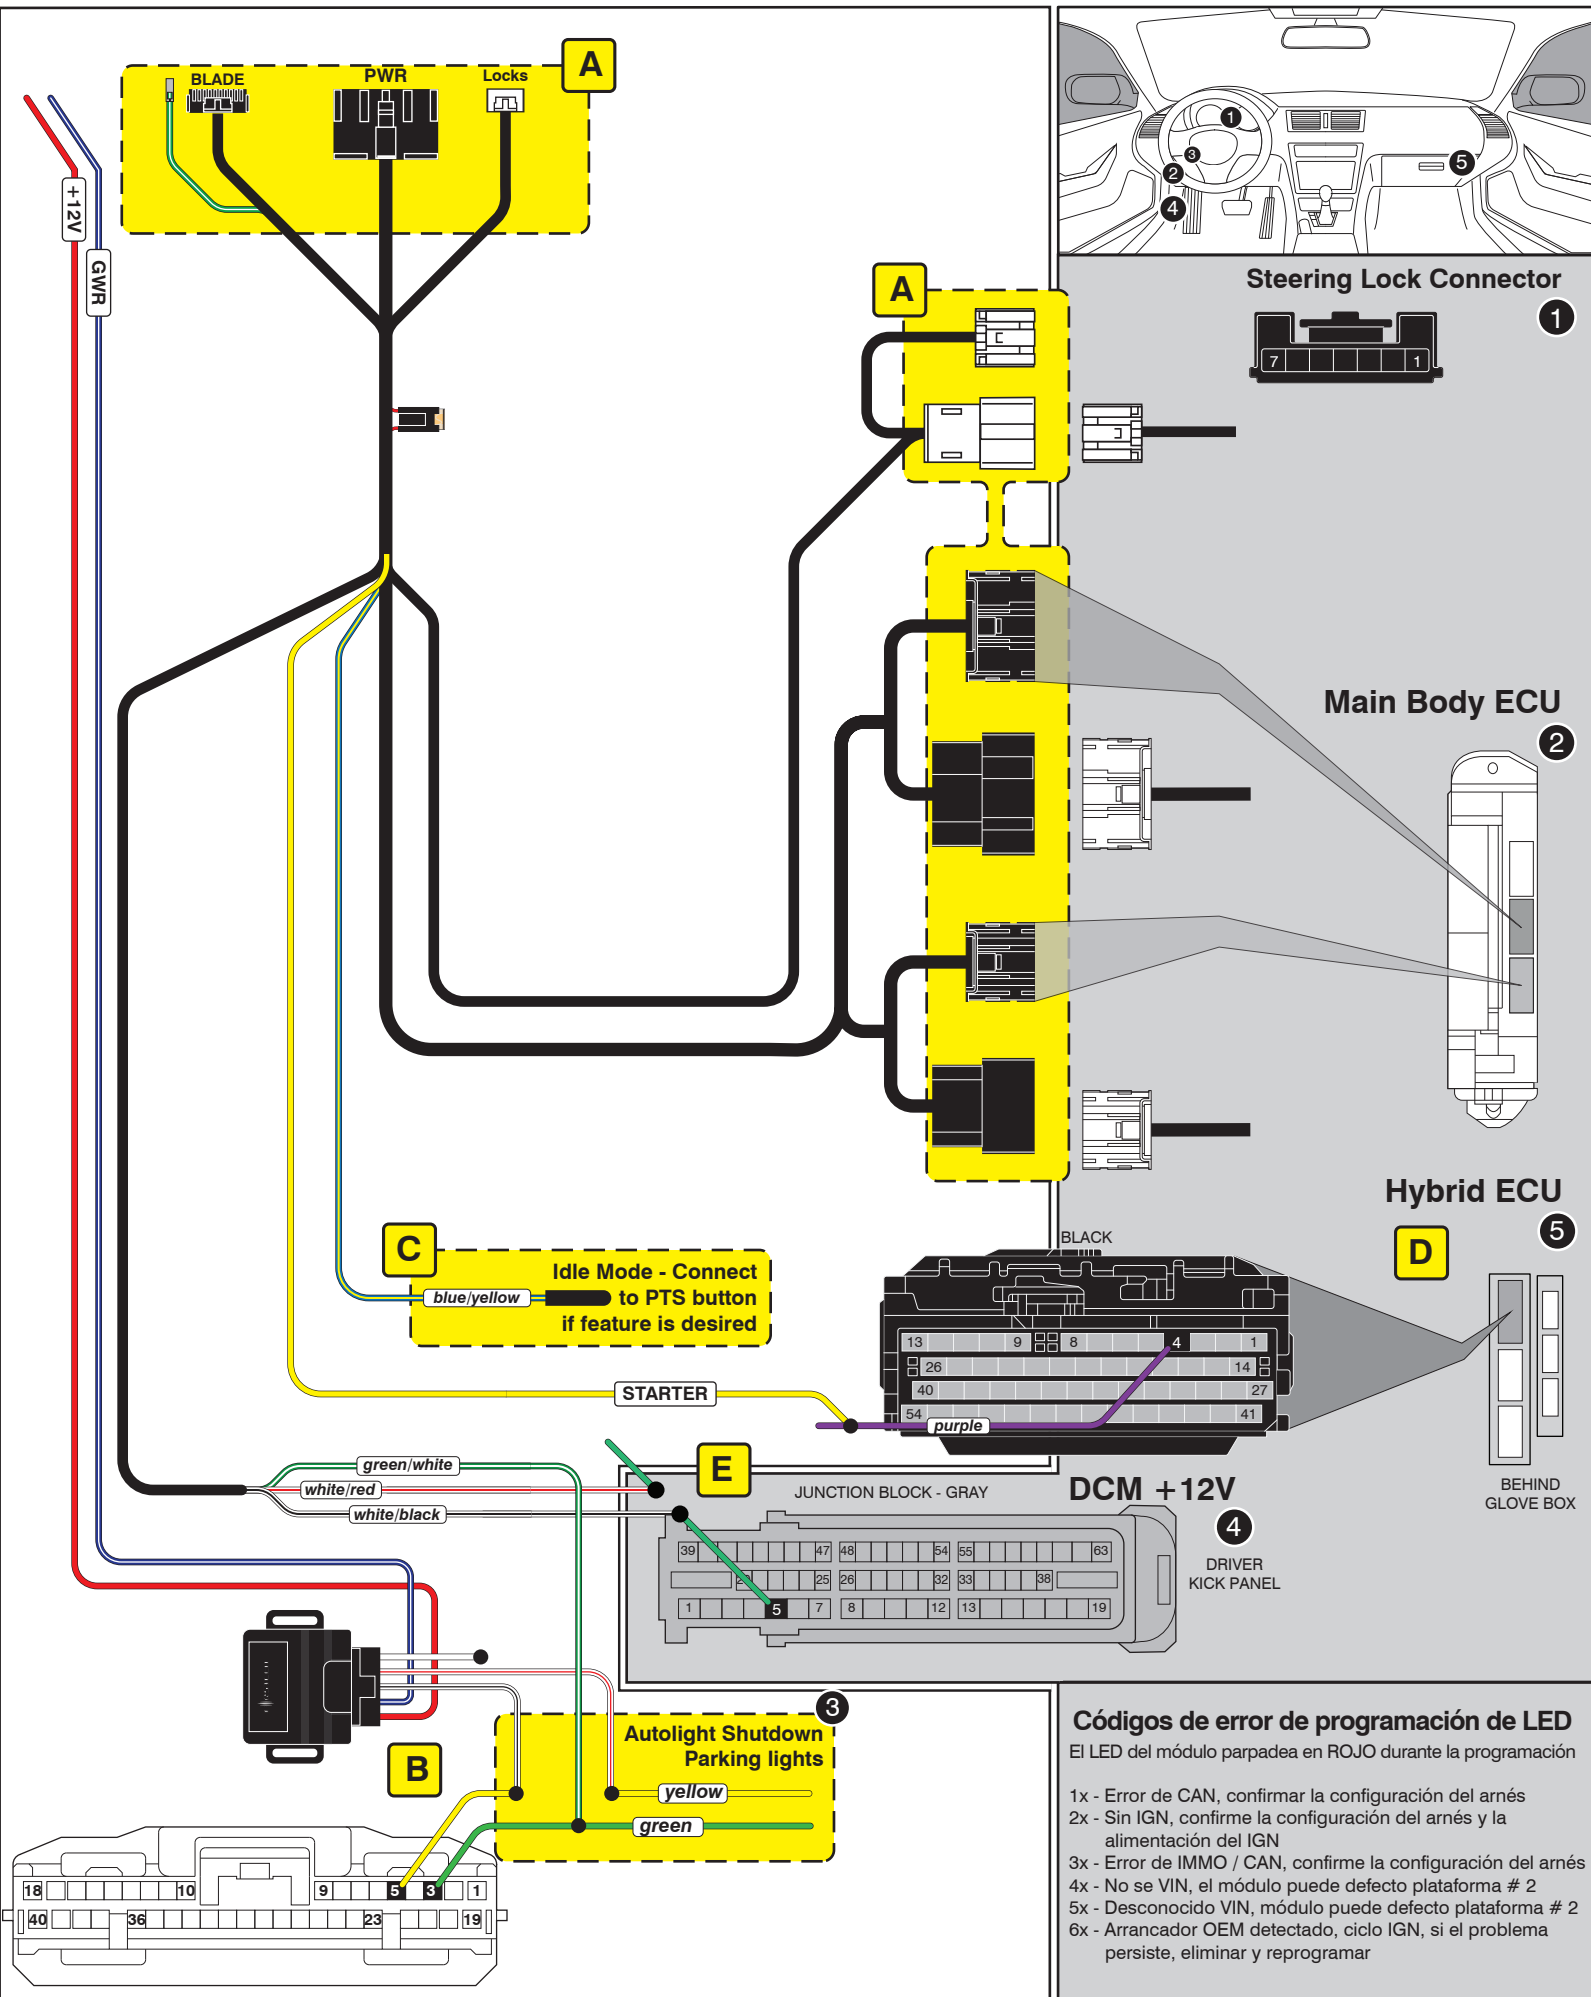 A
BLADE
PWR
Locks
+12V
GWR
1
3
2
4
5
A
Steering Lock Connector
1
7 1
Main Body ECU
2
Hybrid ECU
5
D
BLACK
13 9 8 4 1
26 14
40 27
54 41
purple
BEHIND
GLOVE BOX
C
Idle Mode - Connect
to PTS button
if feature is desired
blue/yellow
STARTER
green/white
white/red
white/black
E
JUNCTION BLOCK - GRAY
DCM +12V
4
DRIVER
KICK PANEL
39 47 48 54 55 63
25 26 32 33 38
1 5 7 8 12 13 19
3
Autolight Shutdown
Parking lights
yellow
green
B
18 10 9 5 3 1
40 36 23 19
Códigos de error de programación de LED
El LED del módulo parpadea en ROJO durante la programación
1x - Error de CAN, confirmar la configuración del arnés
2x - Sin IGN, confirme la configuración del arnés y la
alimentación del IGN
3x - Error de IMMO / CAN, confirme la configuración del arnés
4x - No se VIN, el módulo puede defecto plataforma # 2
5x - Desconocido VIN, módulo puede defecto plataforma # 2
6x - Arrancador OEM detectado, ciclo IGN, si el problema
persiste, eliminar y reprogramar